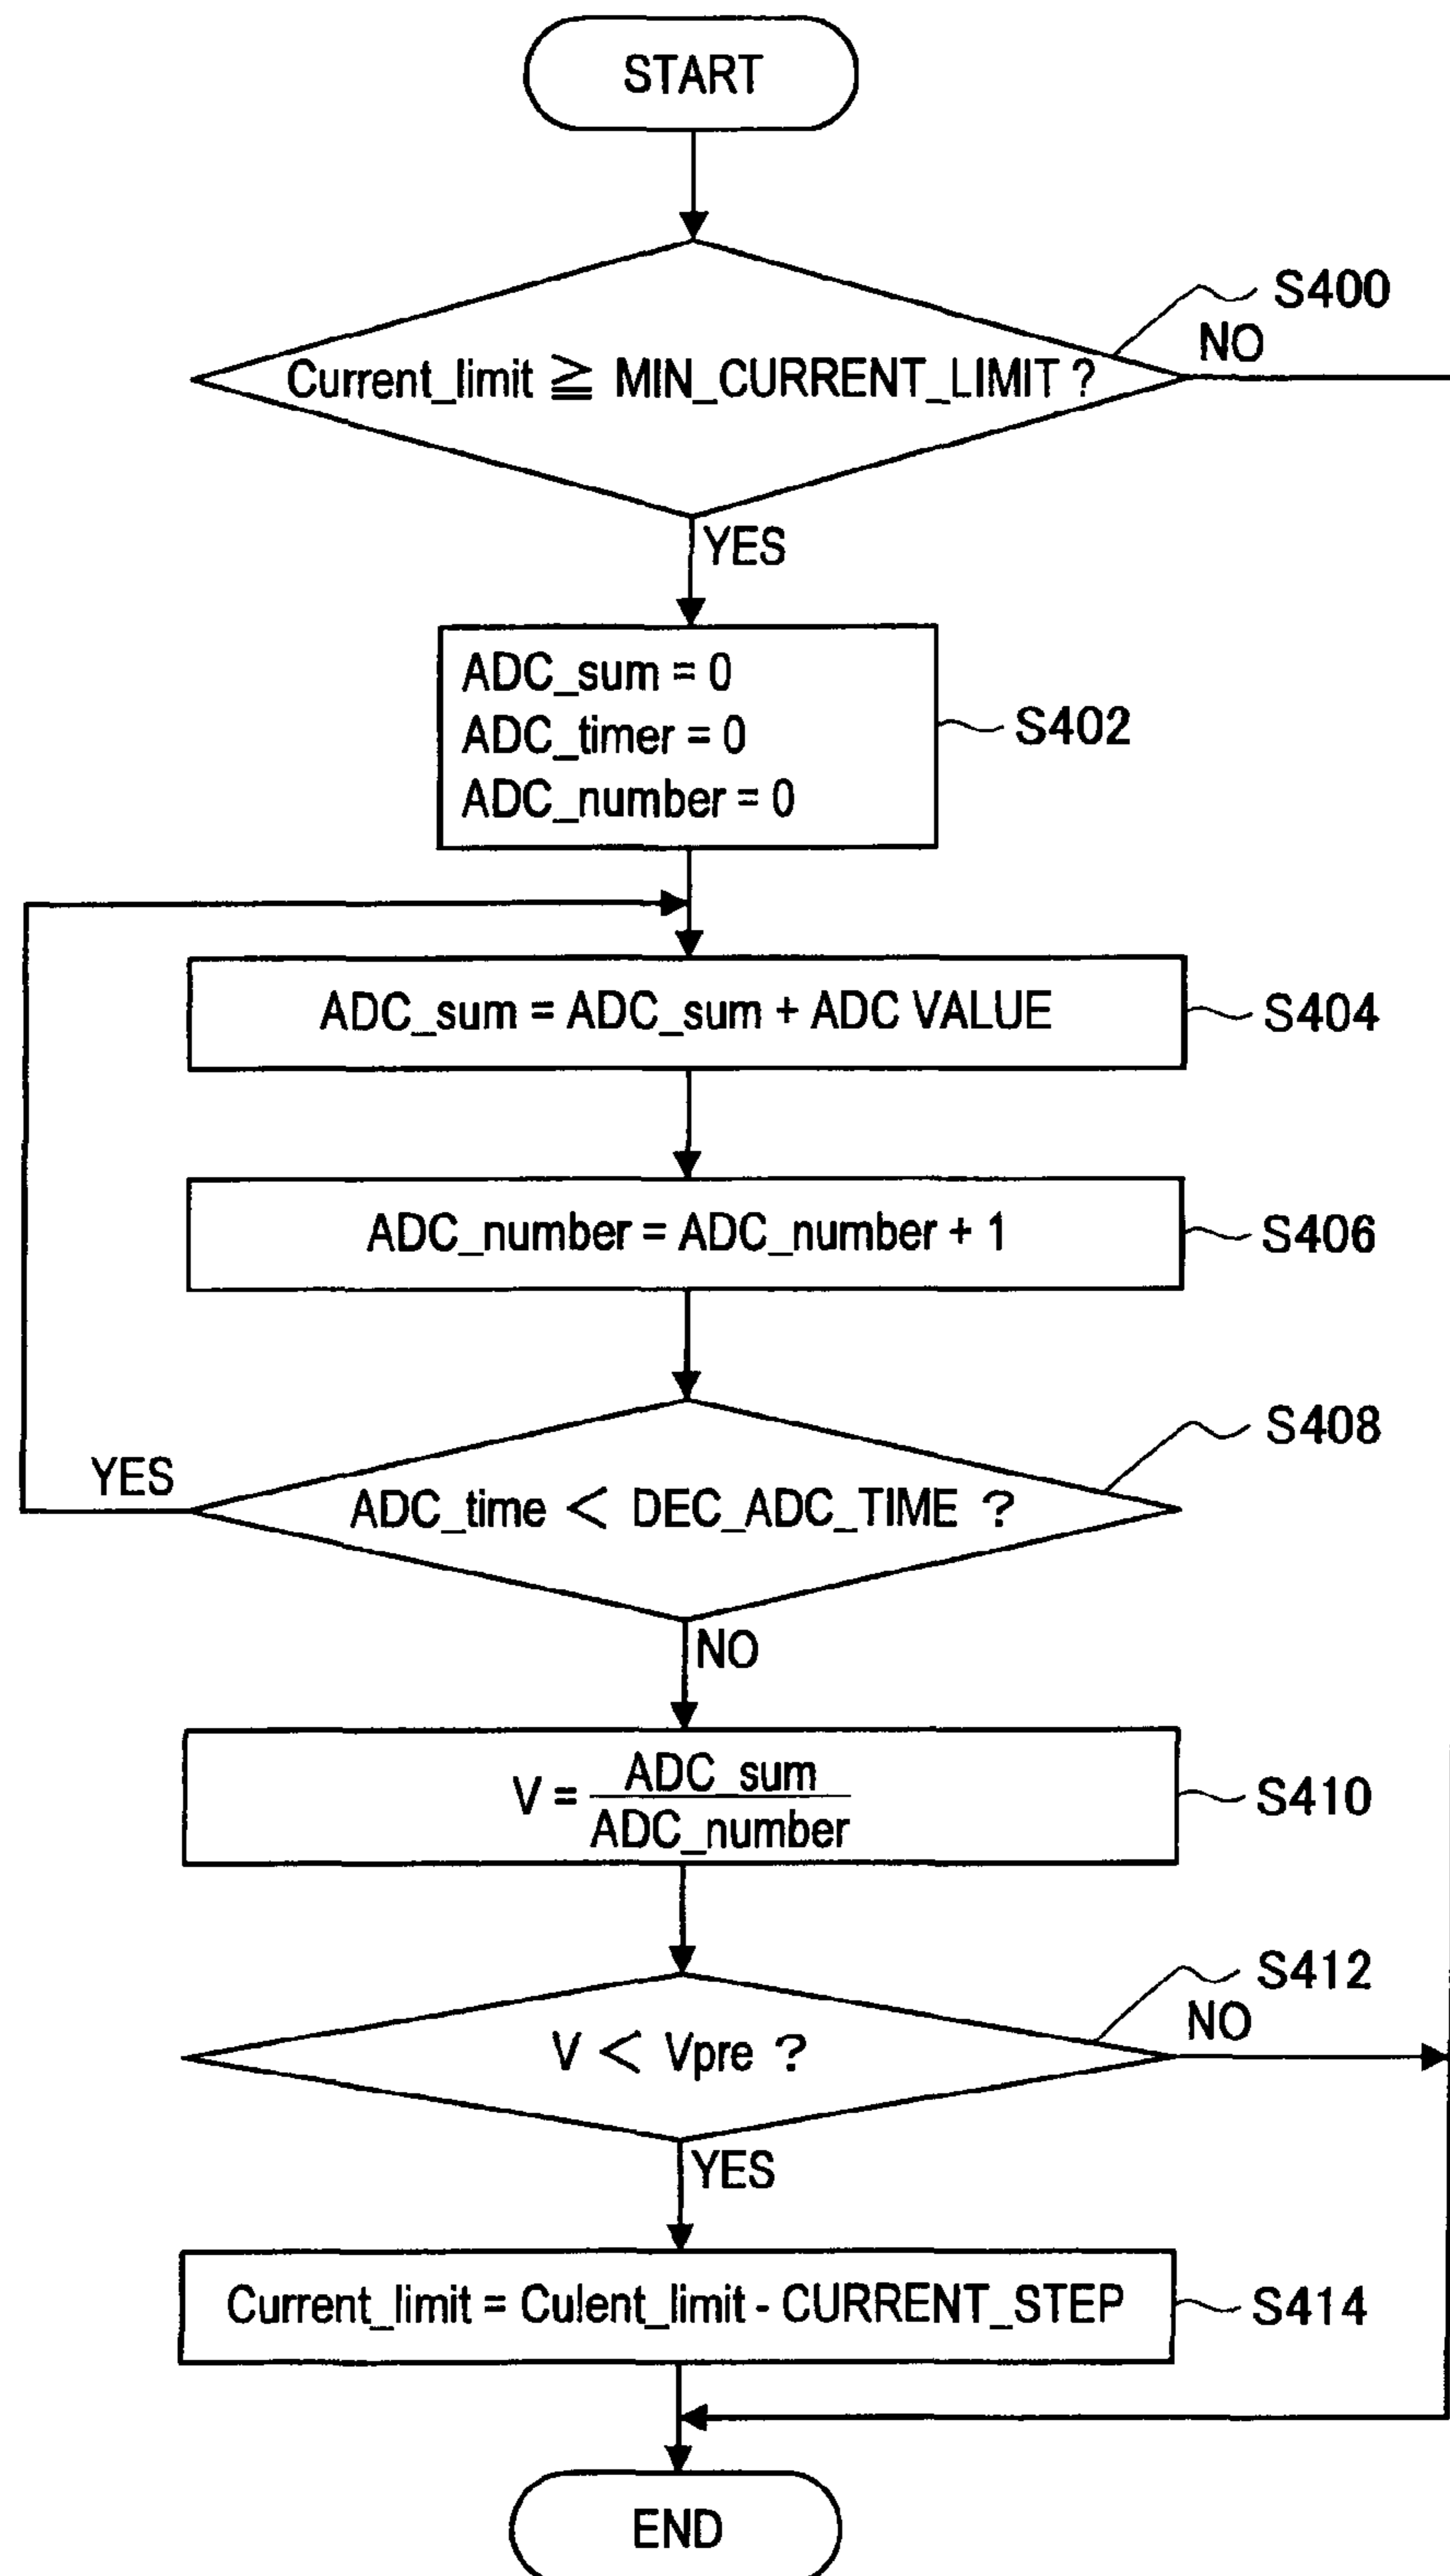 START
S400
Current_limit ≧ MIN_CURRENT_LIMIT ?
NO
YES
ADC_sum = 0
ADC_timer = 0
ADC_number = 0
S402
ADC_sum = ADC_sum + ADC VALUE
S404
ADC_number = ADC_number + 1
S406
S408
YES
ADC_time < DEC_ADC_TIME ?
NO
V = ADC_sum
ADC_number
S410
S412
NO
V < Vpre ?
YES
Current_limit = Culent_limit - CURRENT_STEP
S414
END